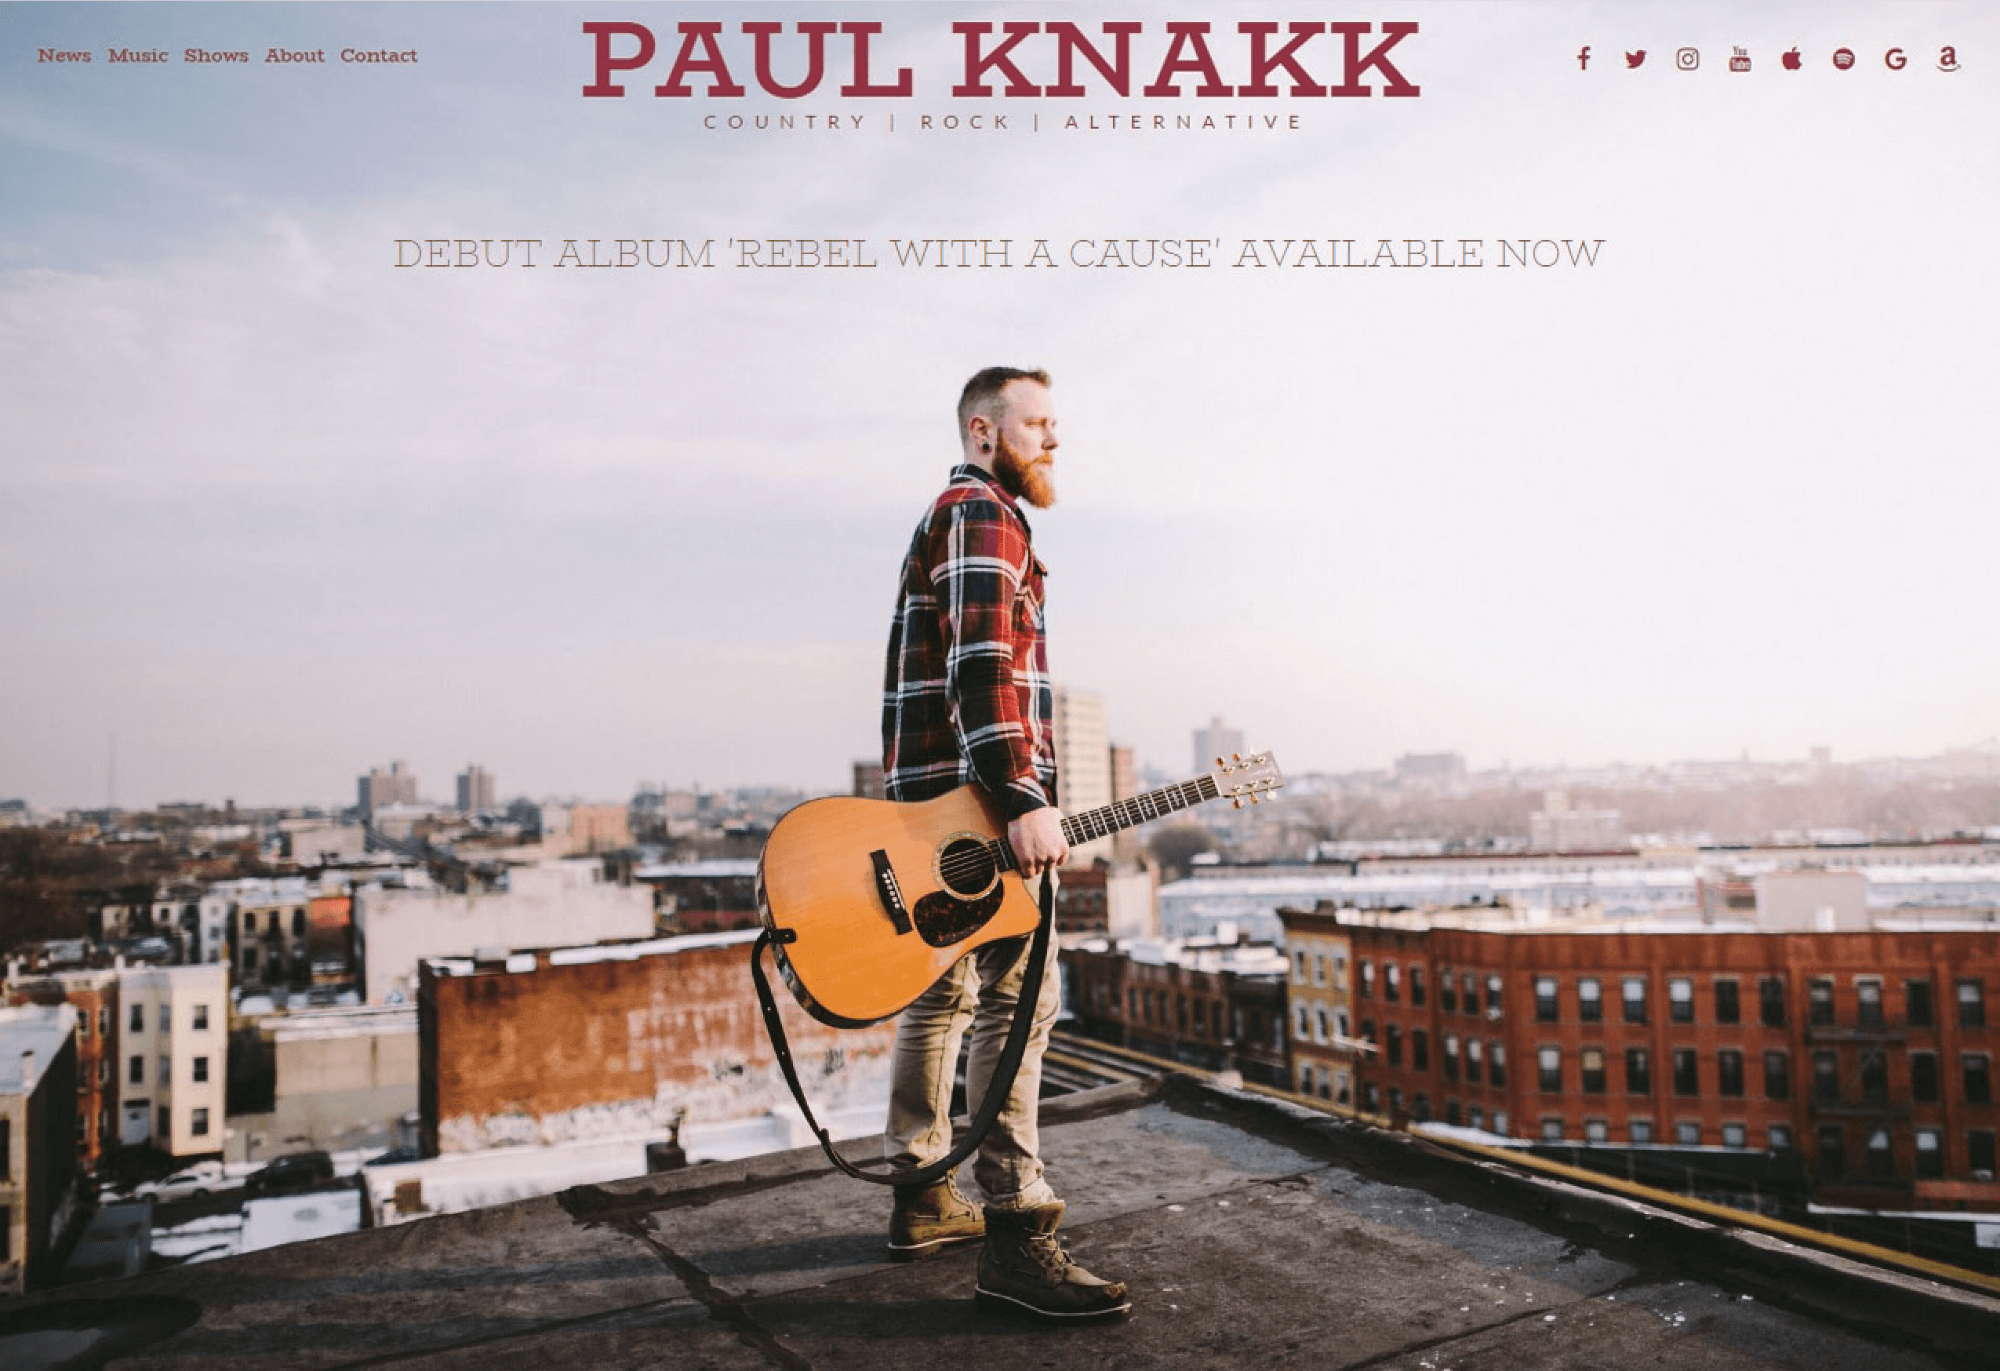 News Music Shows About Contact
PAUL KNAKK
COUNTRY | ROCK | ALTERNATIVE
You
Tube
DEBUT ALBUM 'REBEL WITH A CAUSE' AVAILABLE NOW